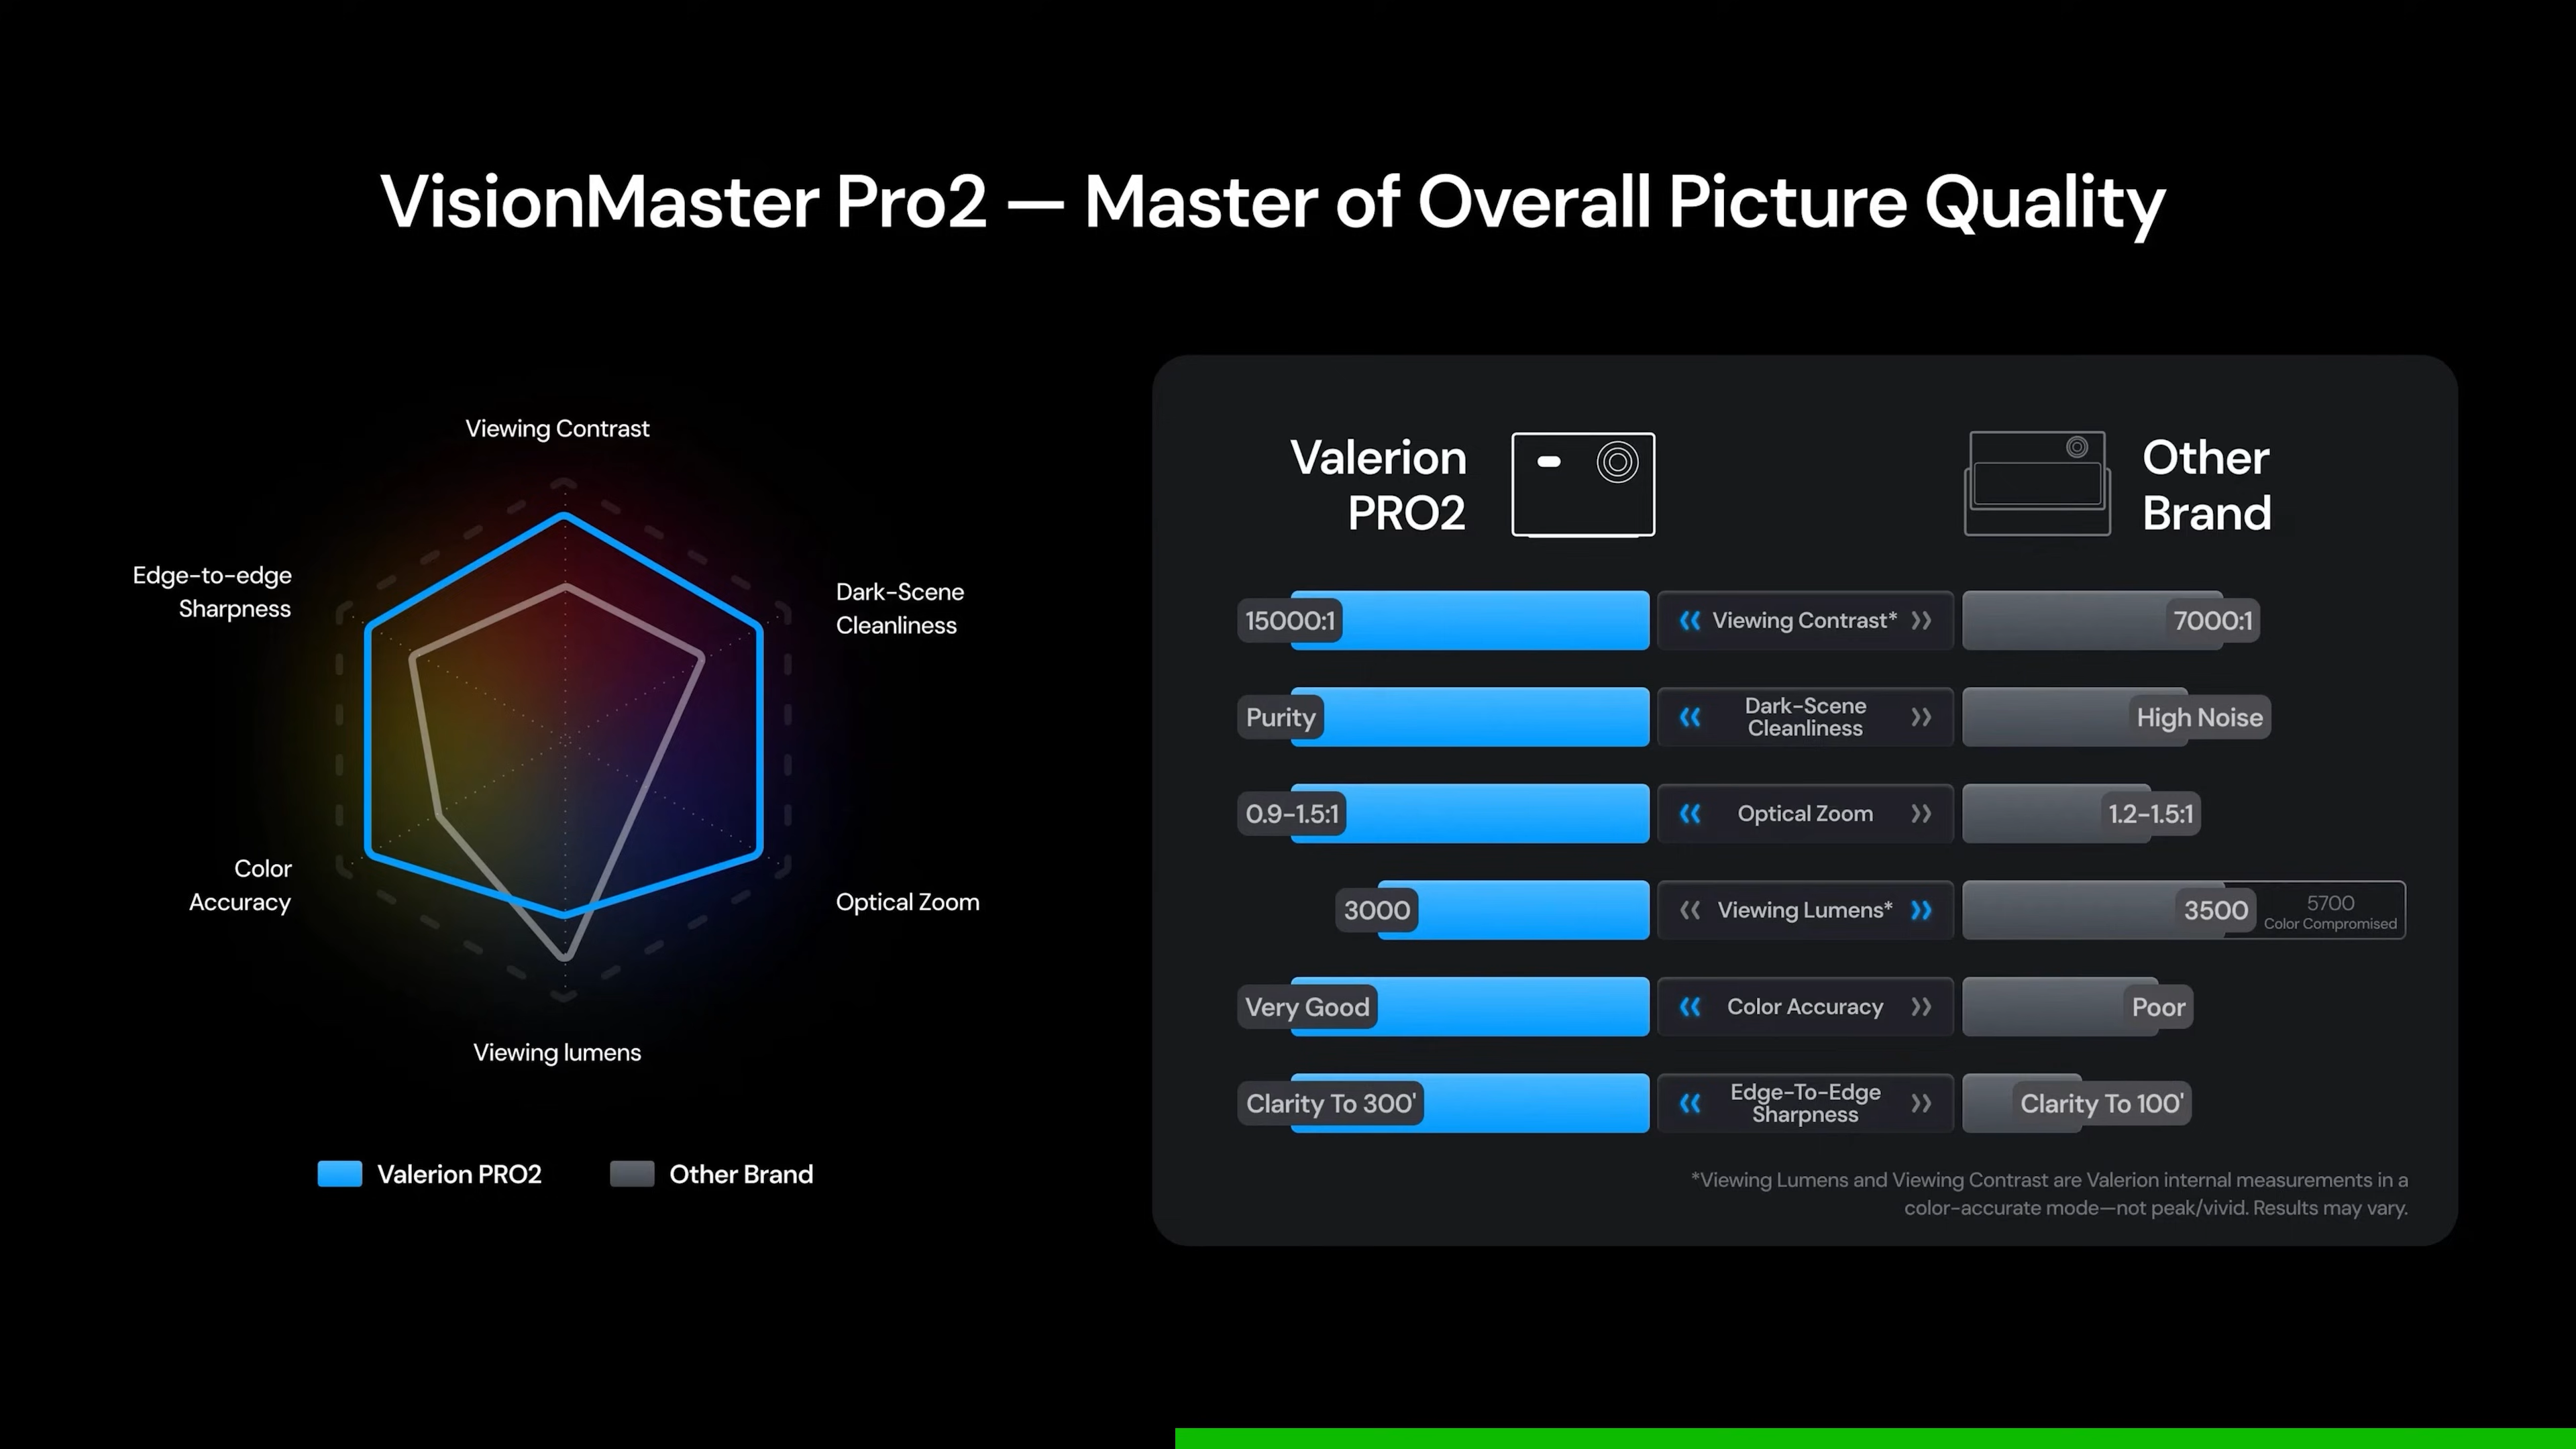 VisionMaster Pro2 — Master of Overall Picture Quality
Viewing Contrast
Edge-to-edge
Sharpness
Dark-Scene
Cleanliness
Color
Accuracy
Optical Zoom
Viewing lumens
Valerion PRO2
Other Brand
Valerion
PRO2
Other
Brand
15000:1
Viewing Contrast*
7000:1
Purity
Dark-Scene
Cleanliness
High Noise
0.9-1.5:1
Optical Zoom
1.2-1.5:1
3000
Viewing Lumens*
3500
5700
Color Compromised
Very Good
Color Accuracy
Poor
Clarity To 300'
Edge-To-Edge
Sharpness
Clarity To 100'
*Viewing Lumens and Viewing Contrast are Valerion internal measurements in a
color-accurate mode—not peak/vivid. Results may vary.